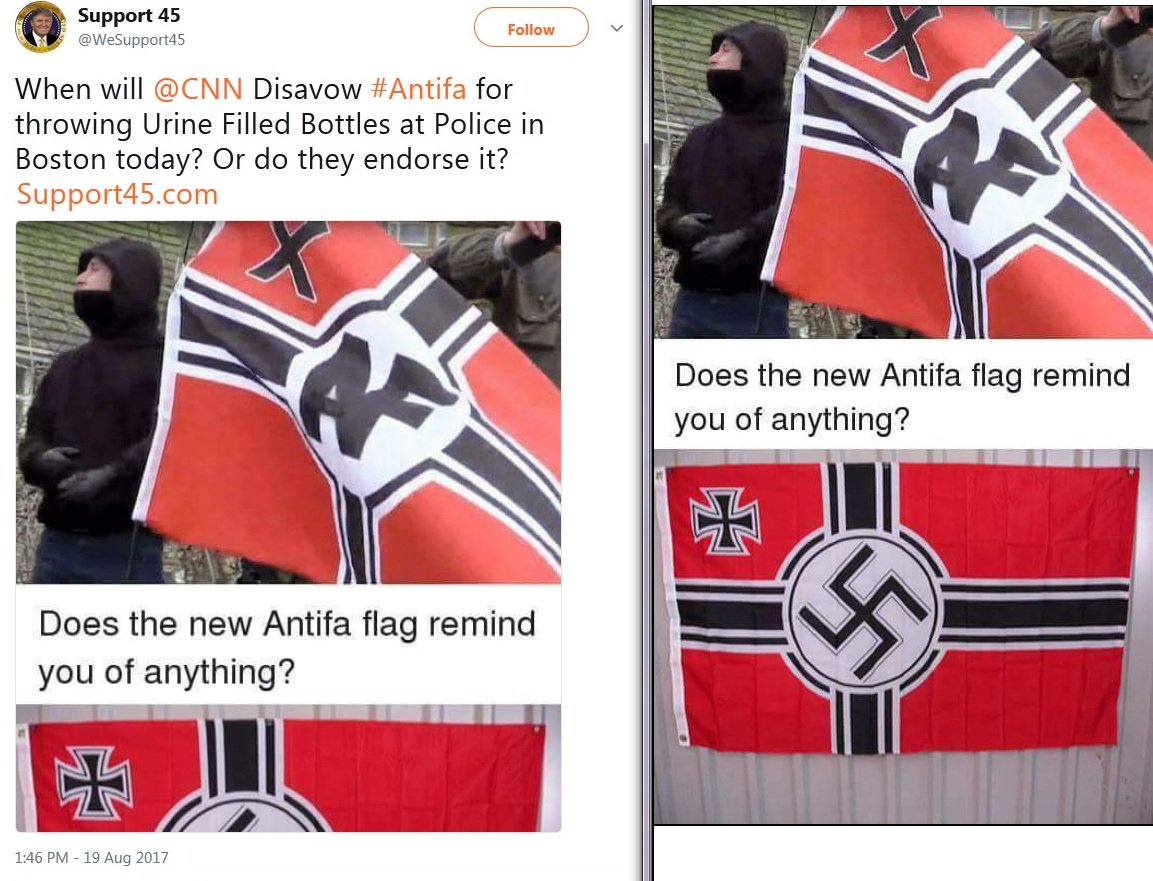 Support 45
@WeSupport45
Follow
When will @CNN Disavow #Antifa for
throwing Urine Filled Bottles at Police in
Boston today? Or do they endorse it?
Support45.com
Does the new Antifa flag remind
you of anything?
1:46 PM - 19 Aug 2017
Does the new Antifa flag remind
you of anything?